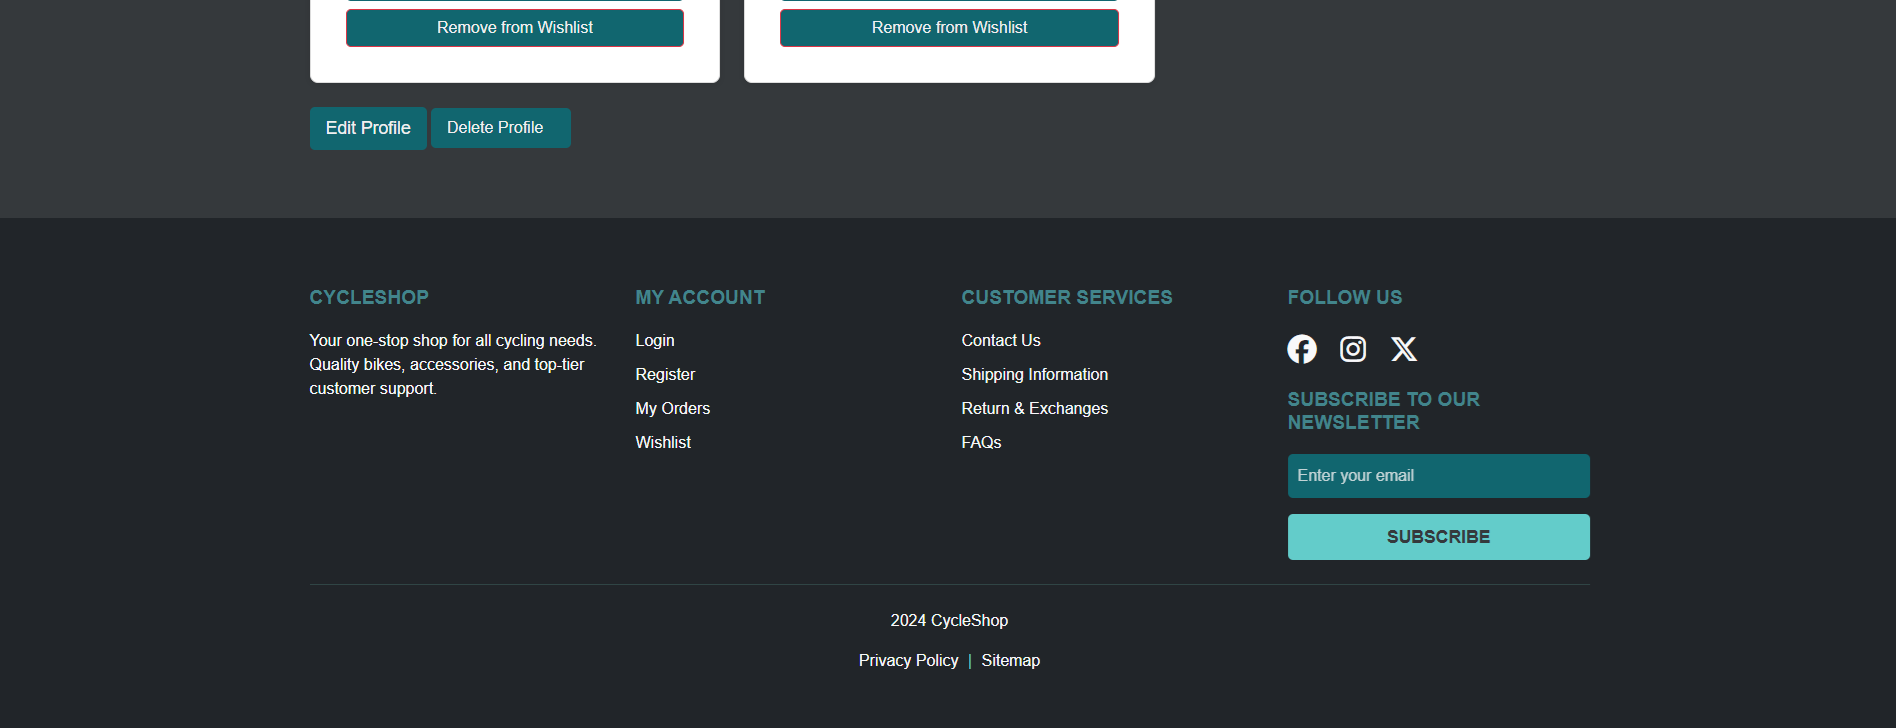 Remove from Wishlist
Remove from Wishlist
Edit Profile
Delete Profile
CYCLESHOP
Your one-stop shop for all cycling needs.
Quality bikes, accessories, and top-tier
customer support.
MY ACCOUNT
Login
Register
My Orders
Wishlist
CUSTOMER SERVICES
Contact Us
Shipping Information
Return & Exchanges
FAQs
FOLLOW US
SUBSCRIBE TO OUR
NEWSLETTER
Enter your email
SUBSCRIBE
2024 CycleShop
Privacy Policy | Sitemap